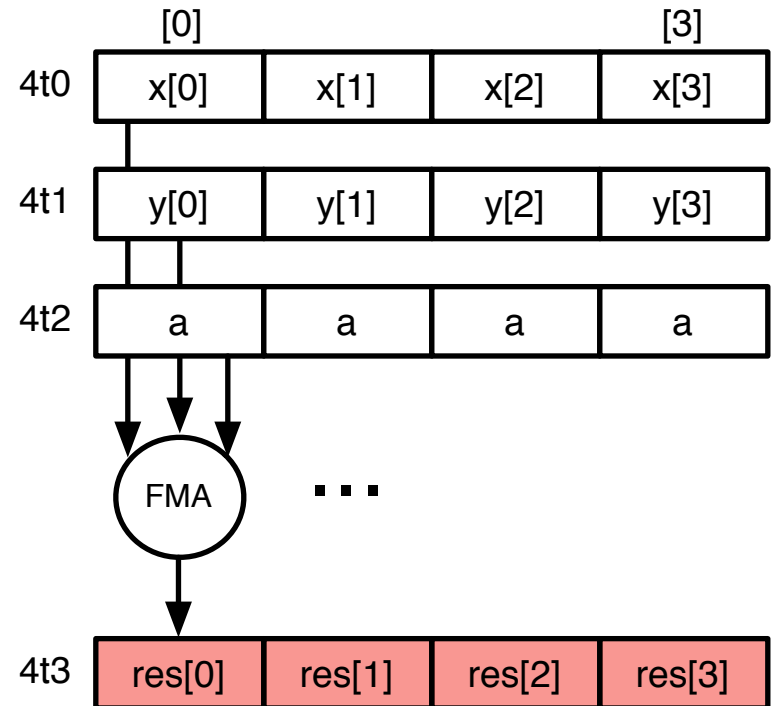 [0] [3]
4t0 x[0] x[1] x[2] x[3]
4t1 y[0] y[1] y[2] y[3]
4t2 a a a a
FMA ...
4t3 res[0] res[1] res[2] res[3]